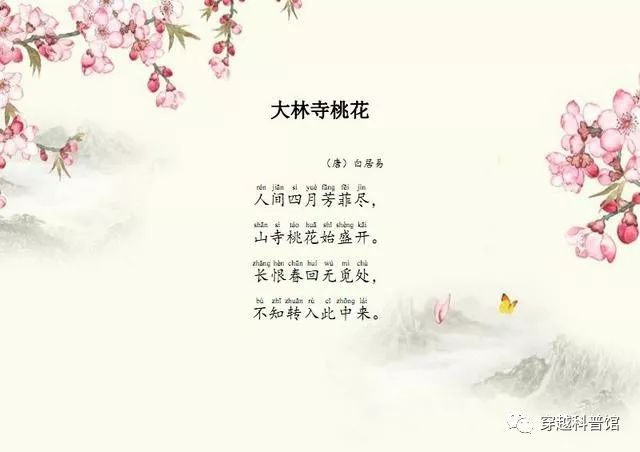 大林寺桃花
（唐）白居易
rén jiān sì yuè fāng fēi jìn
人间四月芳菲尽，
shān sì táo huā shǐ shèng kāi
山寺桃花始盛开。
zhǎng hèn chūn huí wú mì chù
长恨春回无觅处，
bù zhī zhuǎn rù cǐ zhōng lái
不知转入此中来。
穿越科普馆